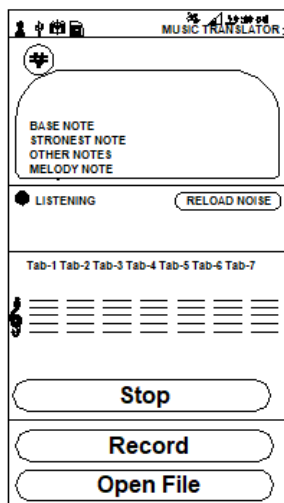 MUSIC TRANSLATOR
BASE NOTE
STRONEST NOTE
OTHER NOTES
MELODY NOTE
LISTENING
RELOAD NOISE
Tab-1 Tab-2 Tab-3 Tab-4 Tab-5 Tab-6 Tab-7
Stop
Record
Open File